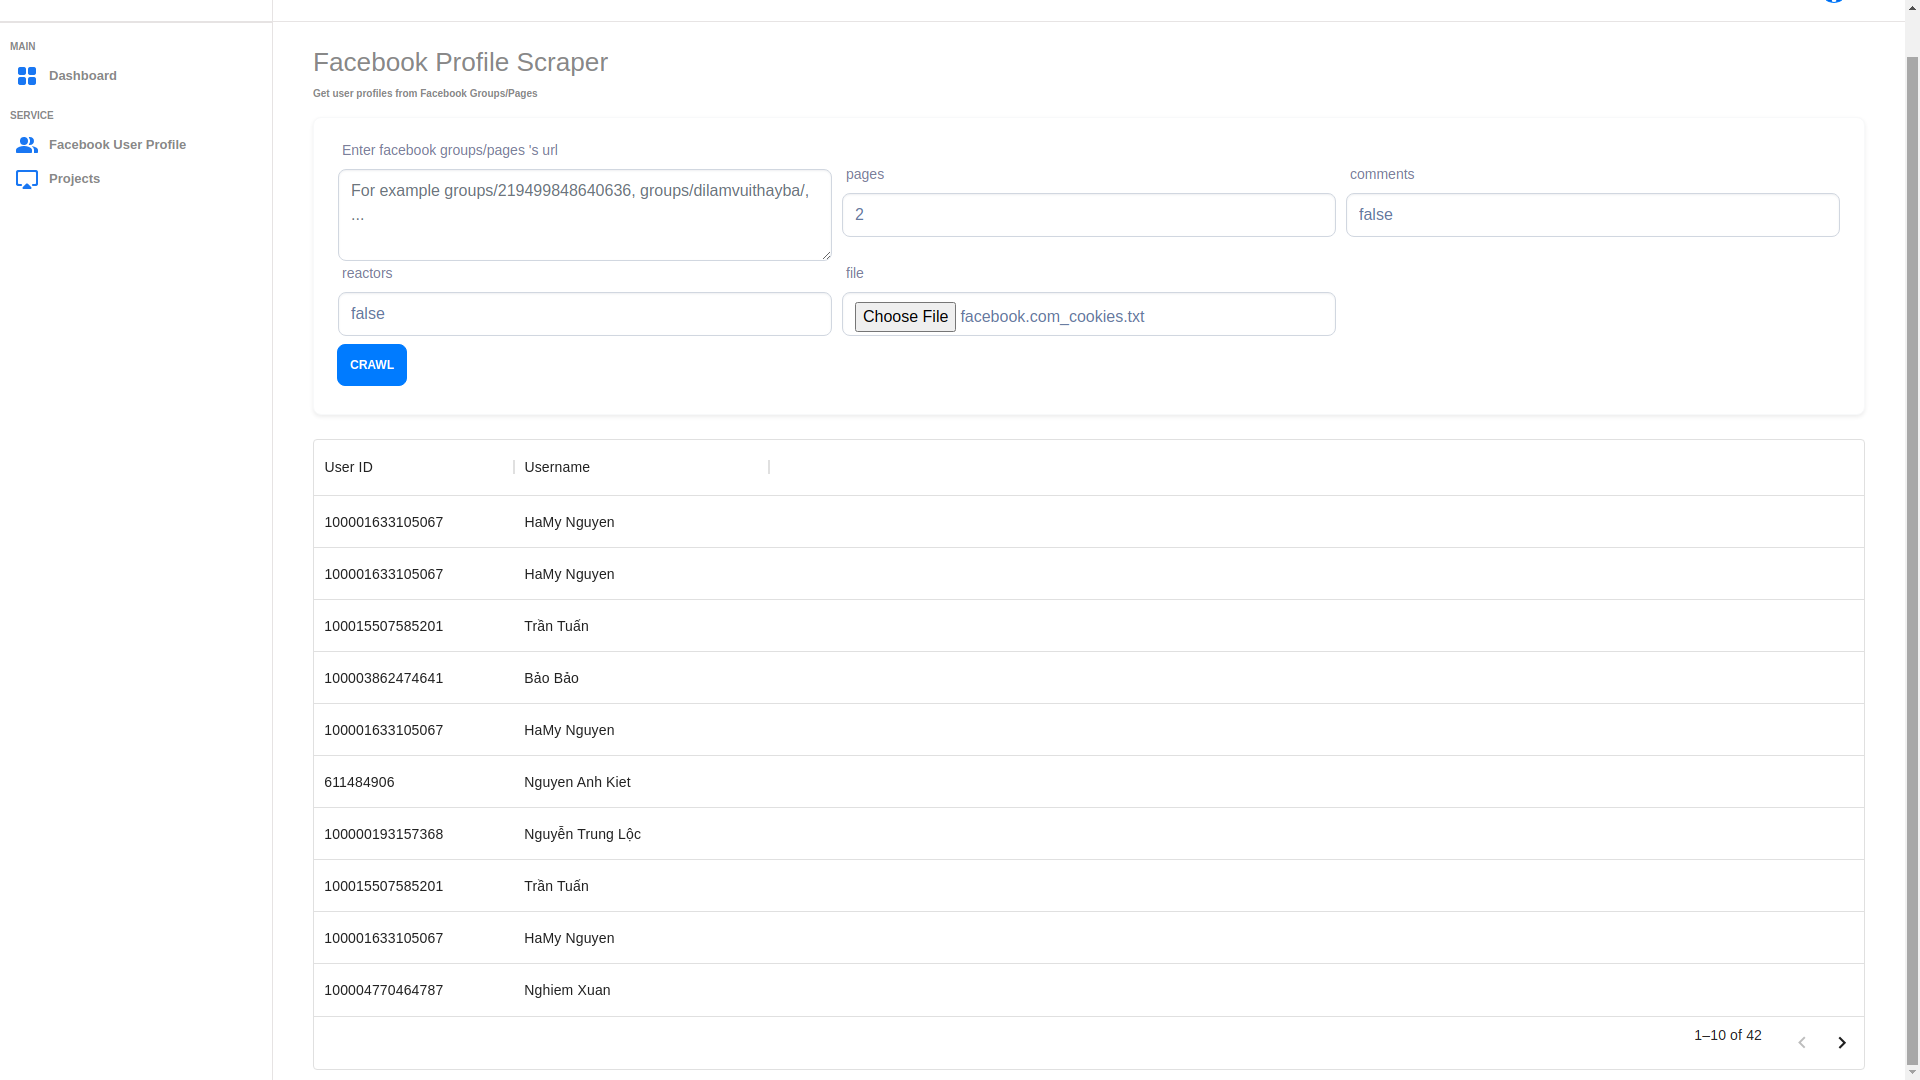 MAIN
Dashboard
SERVICE
Facebook User Profile
Projects
Facebook Profile Scraper
Get user profiles from Facebook Groups/Pages
Enter facebook groups/pages 's url
For example groups/219499848640636, groups/dilamvuithayba/,
...
pages
2
comments
false
reactors
false
file
Choose File facebook.com_cookies.txt
CRAWL
User ID Username
100001633105067 HaMy Nguyen
100001633105067 HaMy Nguyen
100015507585201 Trần Tuấn
100003862474641 Bảo Bảo
100001633105067 HaMy Nguyen
611484906 Nguyen Anh Kiet
100000193157368 Nguyễn Trung Lộc
100015507585201 Trần Tuấn
100001633105067 HaMy Nguyen
100004770464787 Nghiem Xuan
1–10 of 42